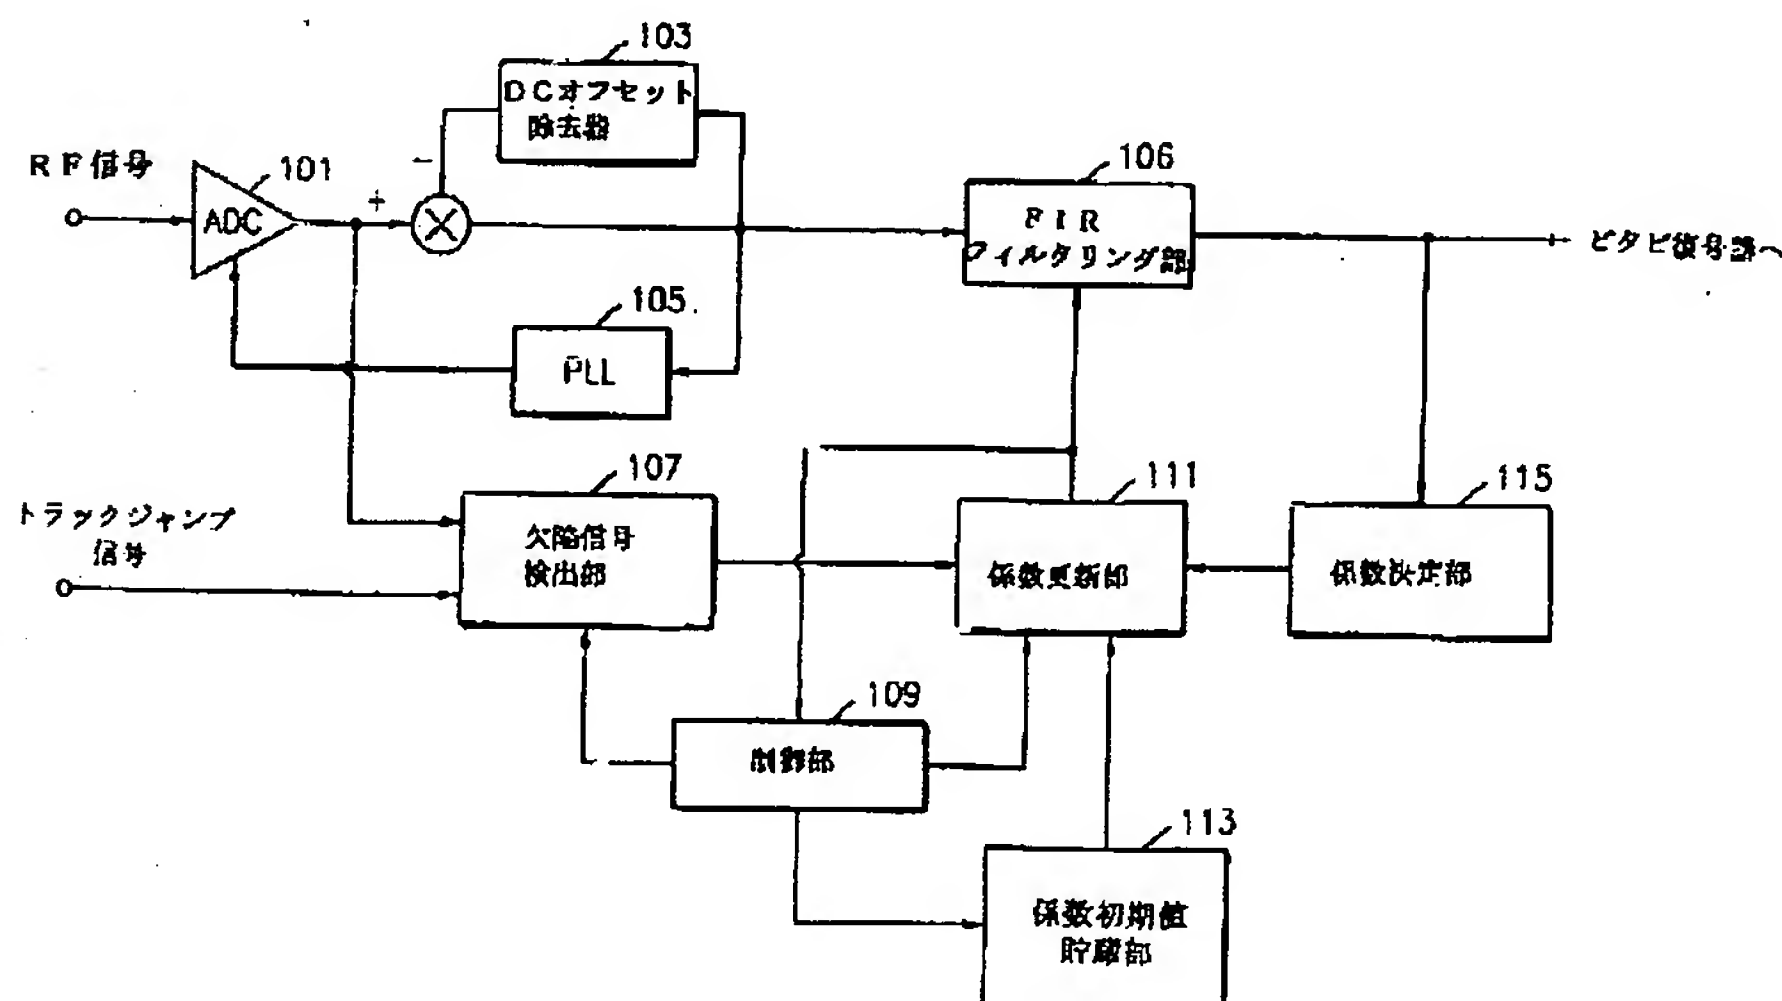 103
DCオフセット
除去器
RF信号
101
ADC
+
−
106
FIR
フィルタリング部
ビタビ復号器へ
105
PLL
107
欠陥信号
検出部
トラックジャンプ
信号
111
係数更新部
115
係数決定部
109
制御部
113
係数初期値
貯蔵部